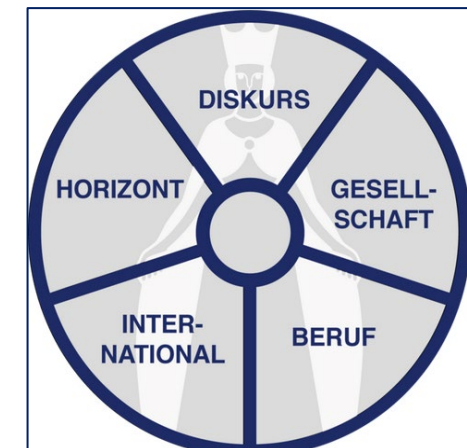 DISKURS
HORIZONT
GESELL-
SCHAFT
INTER-
NATIONAL
BERUF